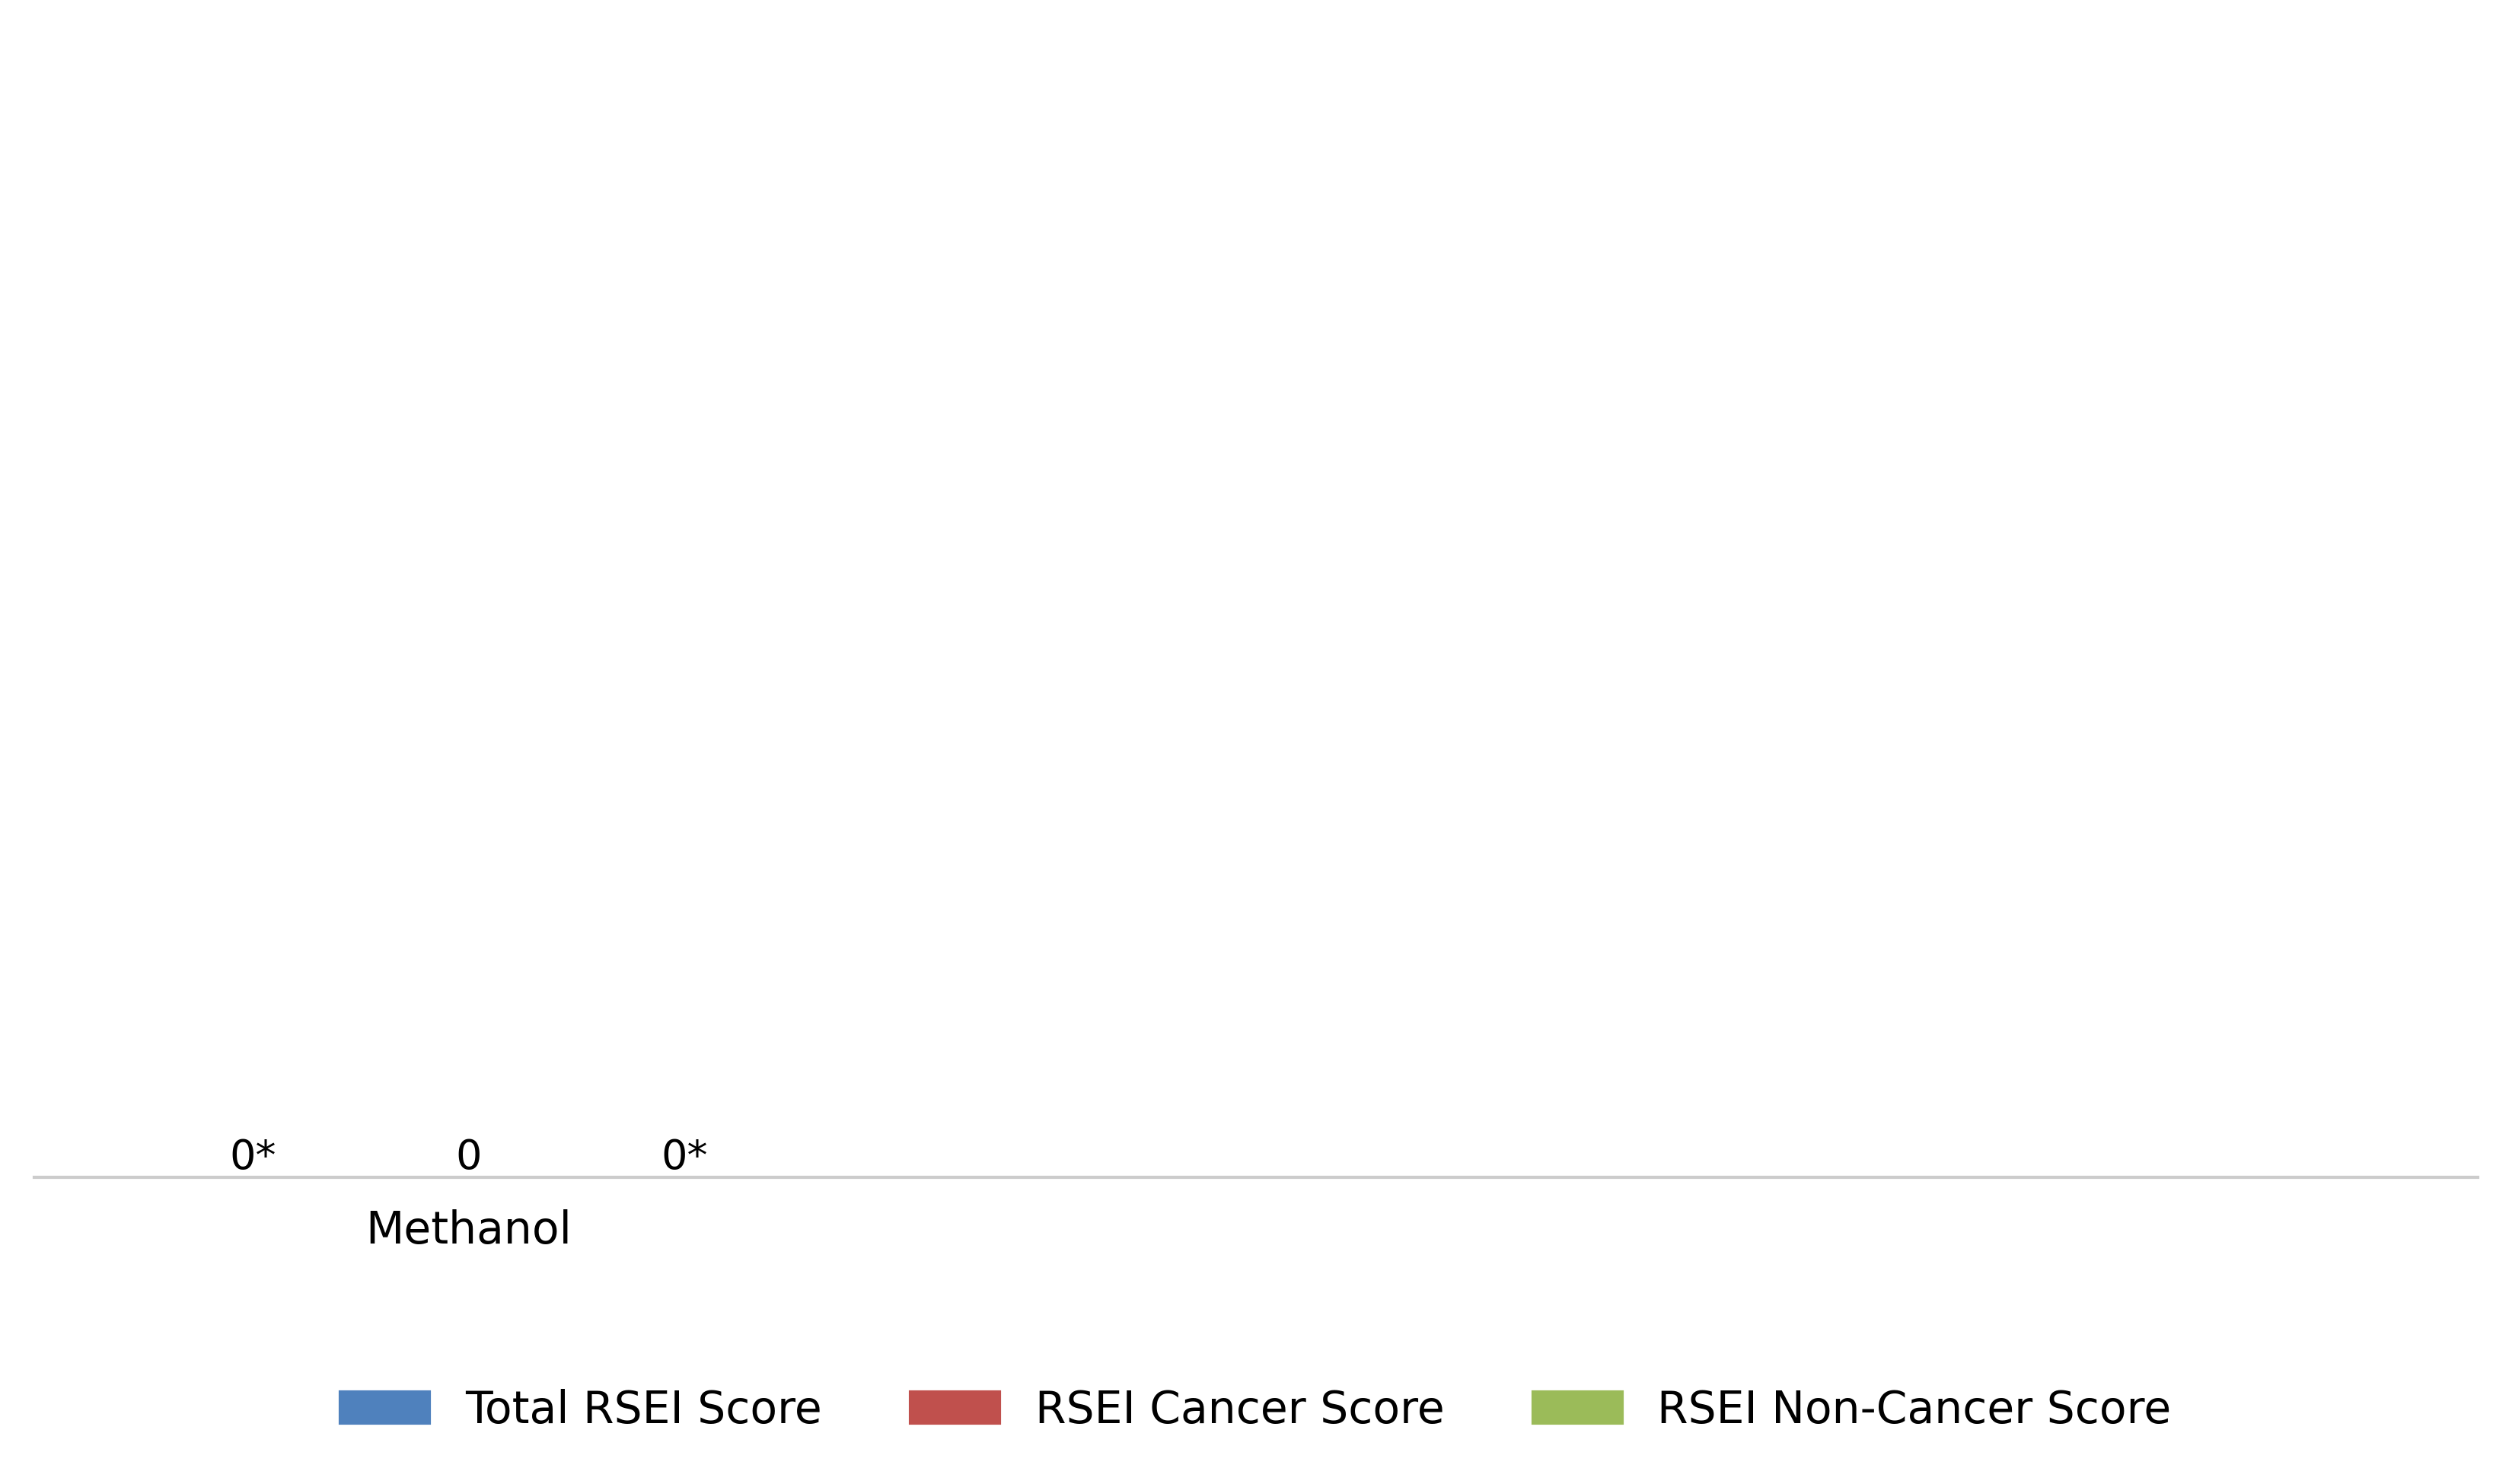 0* 0 0*
Methanol
Total RSEI Score RSEI Cancer Score RSEI Non-Cancer Score